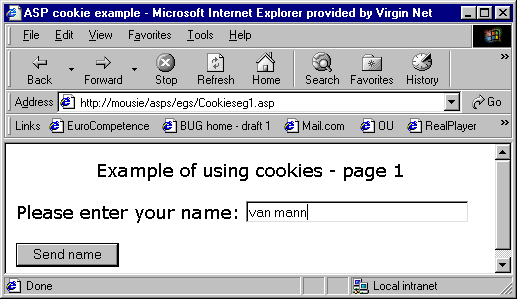 ASP cookie example - Microsoft Internet Explorer provided by Virgin Net
File Edit View Favorites Tools Help
Back Forward Stop Refresh Home Search Favorites History
Address http://mousie/asps/egs/Cookieseg1.asp Go
Links EuroCompetence BUG home - draft 1 Mail.com OU RealPlayer
Example of using cookies - page 1
Please enter your name: van mann
Send name
Done Local intranet